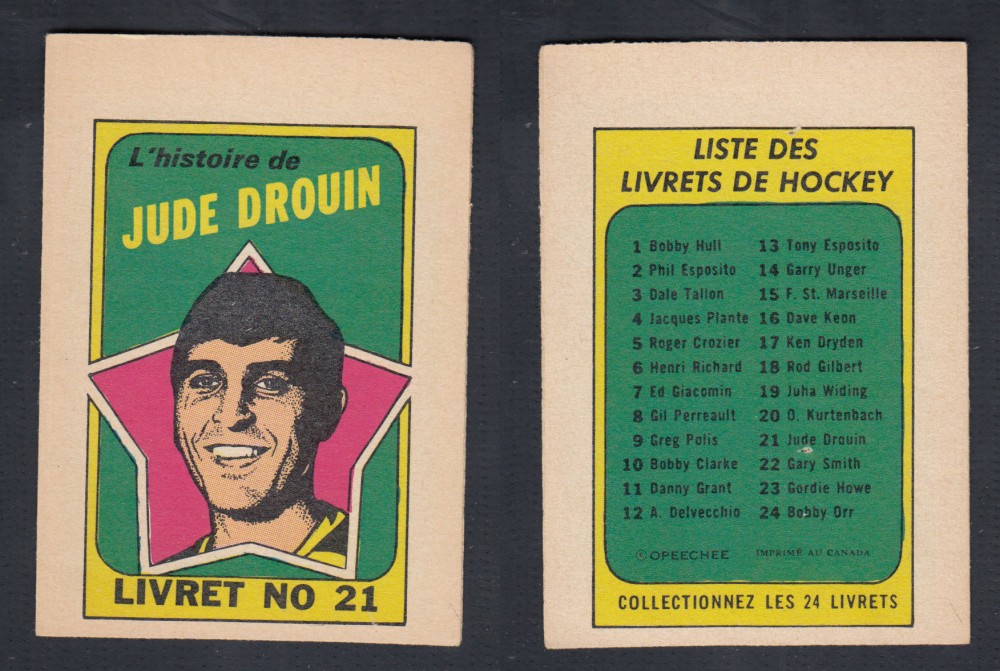 L'histoire de
JUDE DROUIN
LIVRET NO 21
LISTE DES
LIVRETS DE HOCKEY
1 Bobby Hull
2 Phil Esposito
3 Dale Tallon
4 Jacques Plante
5 Roger Crozier
6 Henri Richard
7 Ed Giacomin
8 Gil Perreault
9 Greg Polis
10 Bobby Clarke
11 Danny Grant
12 A. Delvecchio
13 Tony Esposito
14 Garry Unger
15 F. St. Marseille
16 Dave Keon
17 Ken Dryden
18 Rod Gilbert
19 Juha Widing
20 O. Kurtenbach
21 Jude Drouin
22 Gary Smith
23 Gordie Howe
24 Bobby Orr
© OPEECHEE IMPRIMÉ AU CANADA
COLLECTIONNEZ LES 24 LIVRETS